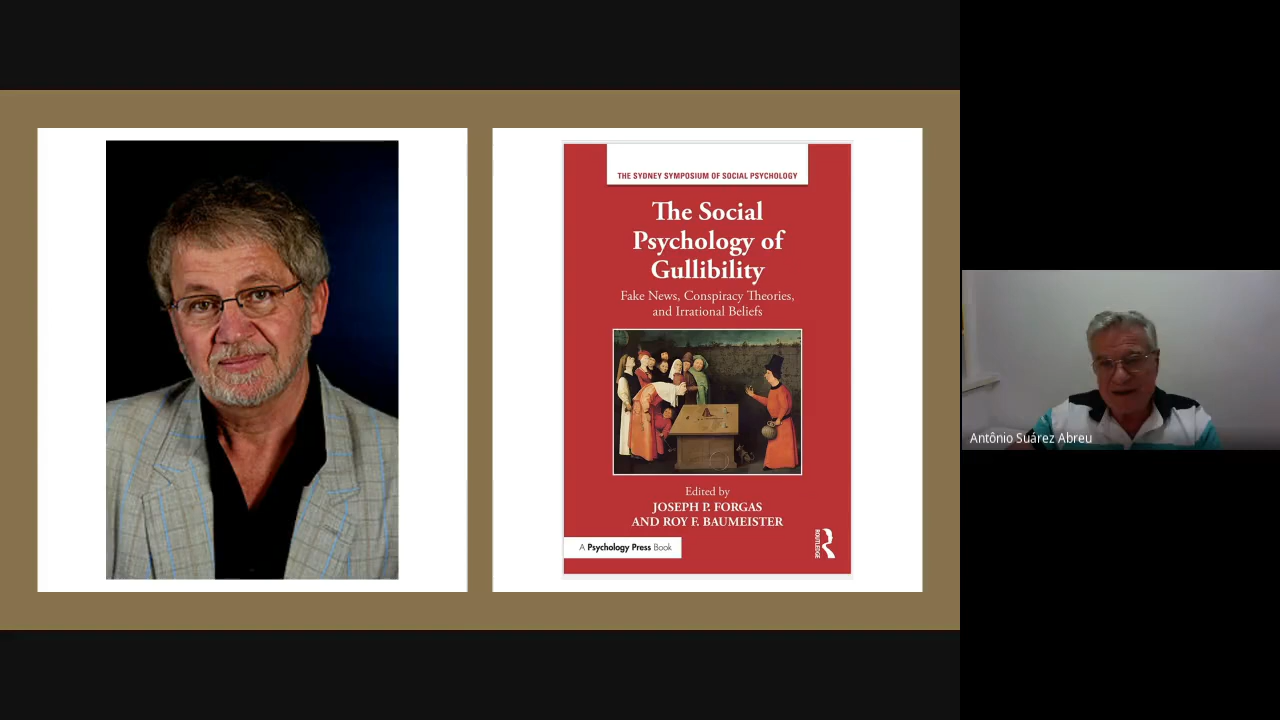 THE SYDNEY SYMPOSIUM OF SOCIAL PSYCHOLOGY
The Social
Psychology of
Gullibility
Fake News, Conspiracy Theories,
and Irrational Beliefs
Edited by
JOSEPH P. FORGAS
AND ROY F. BAUMEISTER
A Psychology Press Book
ROUTLEDGE
Antônio Suárez Abreu